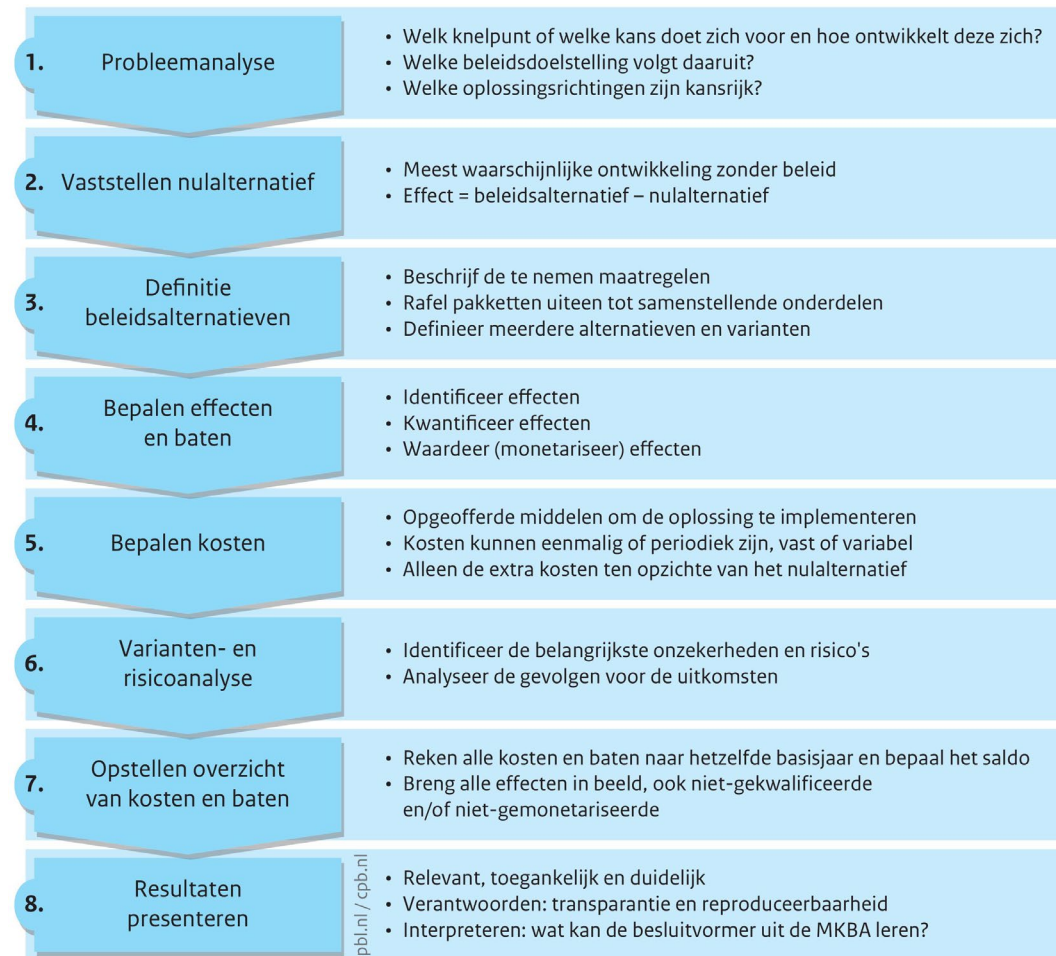 1.
Probleemanalyse
• Welk knelpunt of welke kans doet zich voor en hoe ontwikkelt deze zich?
• Welke beleidsdoelstelling volgt daaruit?
• Welke oplossingsrichtingen zijn kansrijk?
2.
Vaststellen nulalternatief
• Meest waarschijnlijke ontwikkeling zonder beleid
• Effect = beleidsalternatief – nulalternatief
3.
Definitie
beleidsalternatieven
• Beschrijf de te nemen maatregelen
• Rafel pakketten uiteen tot samenstellende onderdelen
• Definieer meerdere alternatieven en varianten
4.
Bepalen effecten
en baten
• Identificeer effecten
• Kwantificeer effecten
• Waardeer (monetariseer) effecten
5.
Bepalen kosten
• Opgeofferde middelen om de oplossing te implementeren
• Kosten kunnen eenmalig of periodiek zijn, vast of variabel
• Alleen de extra kosten ten opzichte van het nulalternatief
6.
Varianten- en
risicoanalyse
• Identificeer de belangrijkste onzekerheden en risico's
• Analyseer de gevolgen voor de uitkomsten
7.
Opstellen overzicht
van kosten en baten
• Reken alle kosten en baten naar hetzelfde basisjaar en bepaal het saldo
• Breng alle effecten in beeld, ook niet-gekwalificeerde
en/of niet-gemonetariseerde
8.
Resultaten
presenteren
pbl.nl / cpb.nl
• Relevant, toegankelijk en duidelijk
• Verantwoorden: transparantie en reproduceerbaarheid
• Interpreteren: wat kan de besluitvormer uit de MKBA leren?